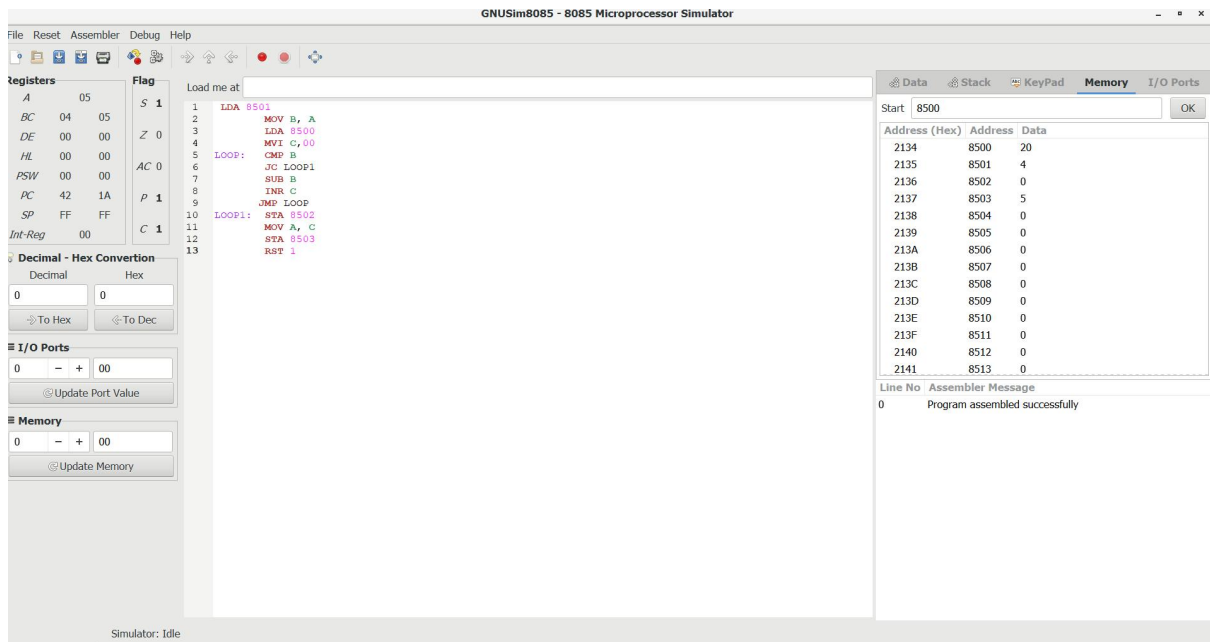 GNUSim8085 - 8085 Microprocessor Simulator
File Reset Assembler Debug Help
Registers
A 05
BC 04 05
DE 00 00
HL 00 00
PSW 00 00
PC 42 1A
SP FF FF
Int-Reg 00
Flag
S 1
Z 0
AC 0
P 1
C 1
Decimal - Hex Convertion
Decimal Hex
0 0
To Hex To Dec
I/O Ports
0 - + 00
Update Port Value
Memory
0 - + 00
Update Memory
Load me at
1 LDA 8501
2 MOV B, A
3 LDA 8500
4 MVI C,00
5 LOOP: CMP B
6 JC LOOP1
7 SUB B
8 INR C
9 JMP LOOP
10 LOOP1: STA 8502
11 MOV A, C
12 STA 8503
13 RST 1
Data Stack KeyPad Memory I/O Ports
Start 8500 OK
Address (Hex) Address Data
2134 8500 20
2135 8501 4
2136 8502 0
2137 8503 5
2138 8504 0
2139 8505 0
213A 8506 0
213B 8507 0
213C 8508 0
213D 8509 0
213E 8510 0
213F 8511 0
2140 8512 0
2141 8513 0
Line No Assembler Message
0 Program assembled successfully
Simulator: Idle